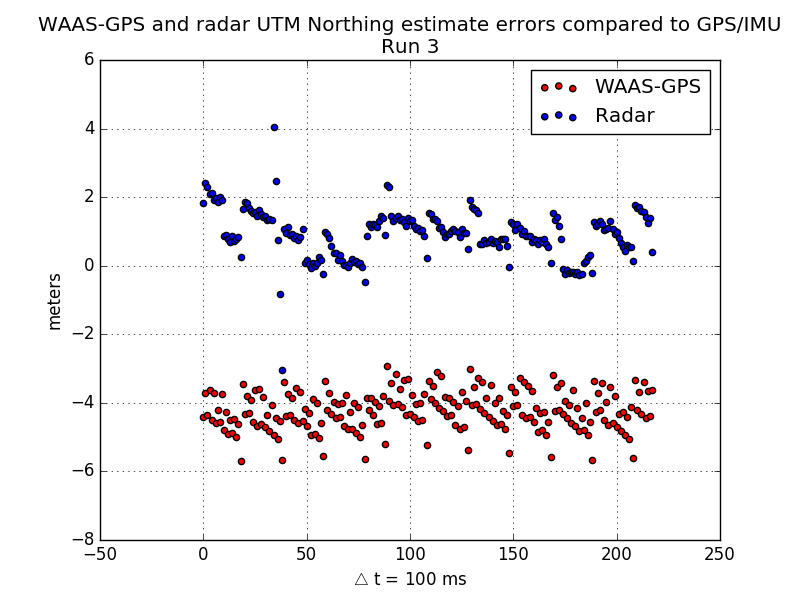 WAAS-GPS and radar UTM Northing estimate errors compared to GPS/IMU
Run 3
WAAS-GPS
Radar
meters
6
4
2
0
−2
−4
−6
−8
−50
0
50
100
150
200
250
△ t = 100 ms